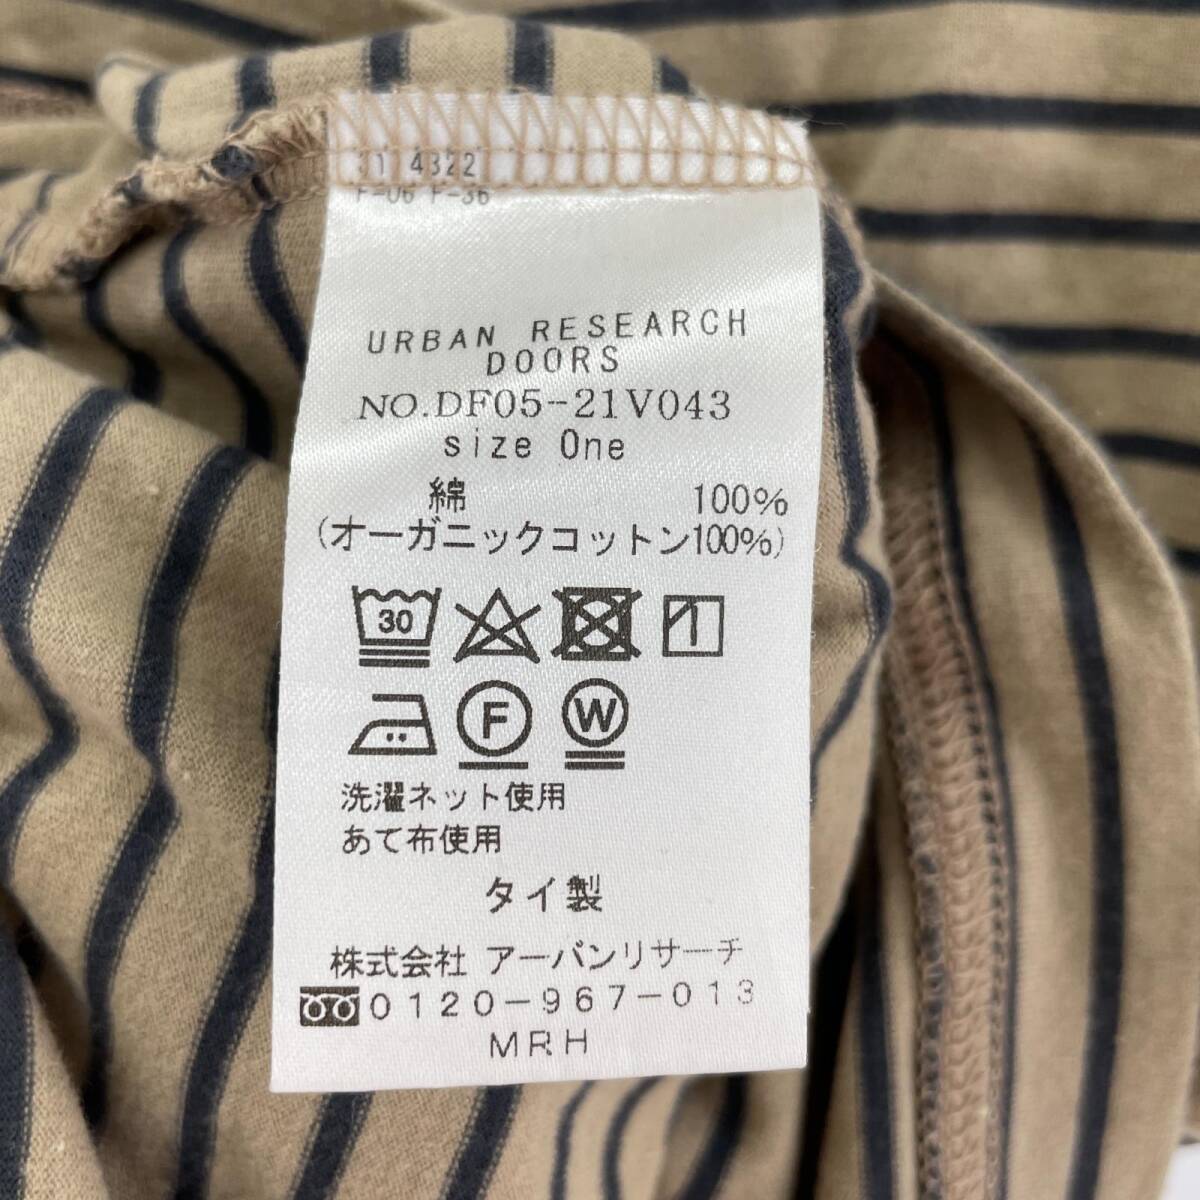 31 4322
F-06 F-36
URBAN RESEARCH
DOORS
NO.DF05-21V043
size One
綿 100%
(オーガニックコットン100%)
30
F W
洗濯ネット使用
あて布使用
タイ製
株式会社 アーバンリサーチ
0120-967-013
MRH